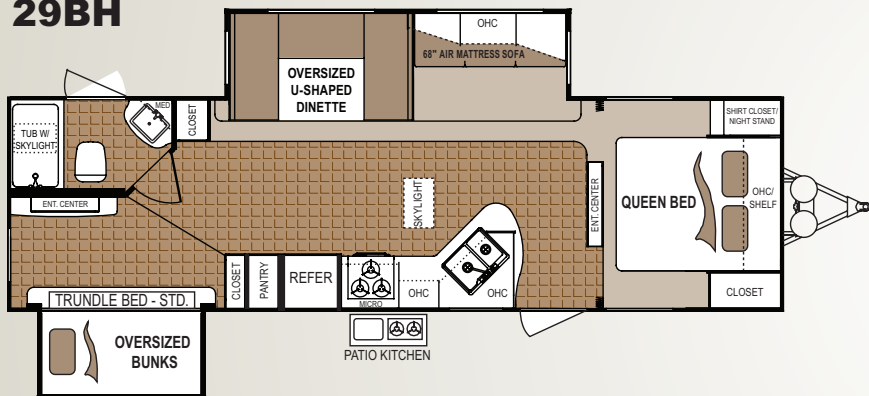 29BH
OHC
68" AIR MATTRESS SOFA
OVERSIZED
U-SHAPED
DINETTE
MED
CLOSET
TUB W/
SKYLIGHT
SHIRT CLOSET/
NIGHT STAND
ENT. CENTER
SKYLIGHT
ENT. CENTER
QUEEN BED
OHC/
SHELF
CLOSET
PANTRY
REFER
MICRO
OHC
OHC
CLOSET
TRUNDLE BED - STD.
OVERSIZED
BUNKS
PATIO KITCHEN